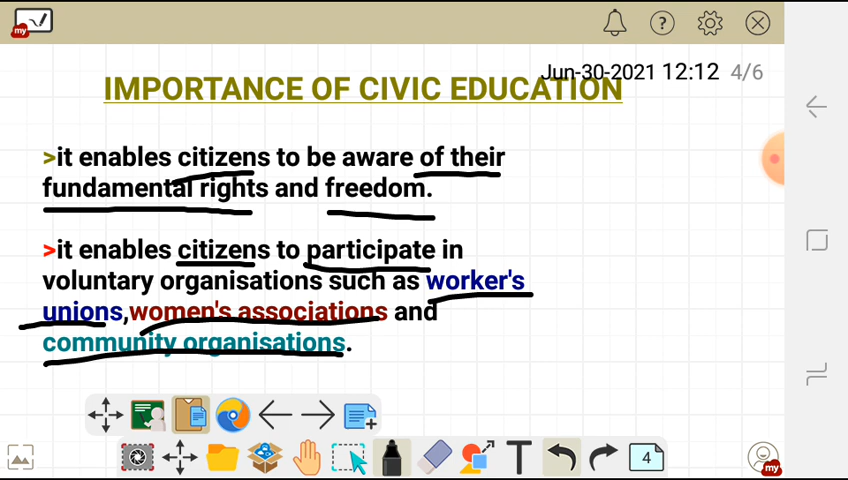 my
Jun-30-2021 12:12 4/6
IMPORTANCE OF CIVIC EDUCATION
>it enables citizens to be aware of their
fundamental rights and freedom.
>it enables citizens to participate in
voluntary organisations such as worker's
unions,women's associations and
community organisations.
T
4
my